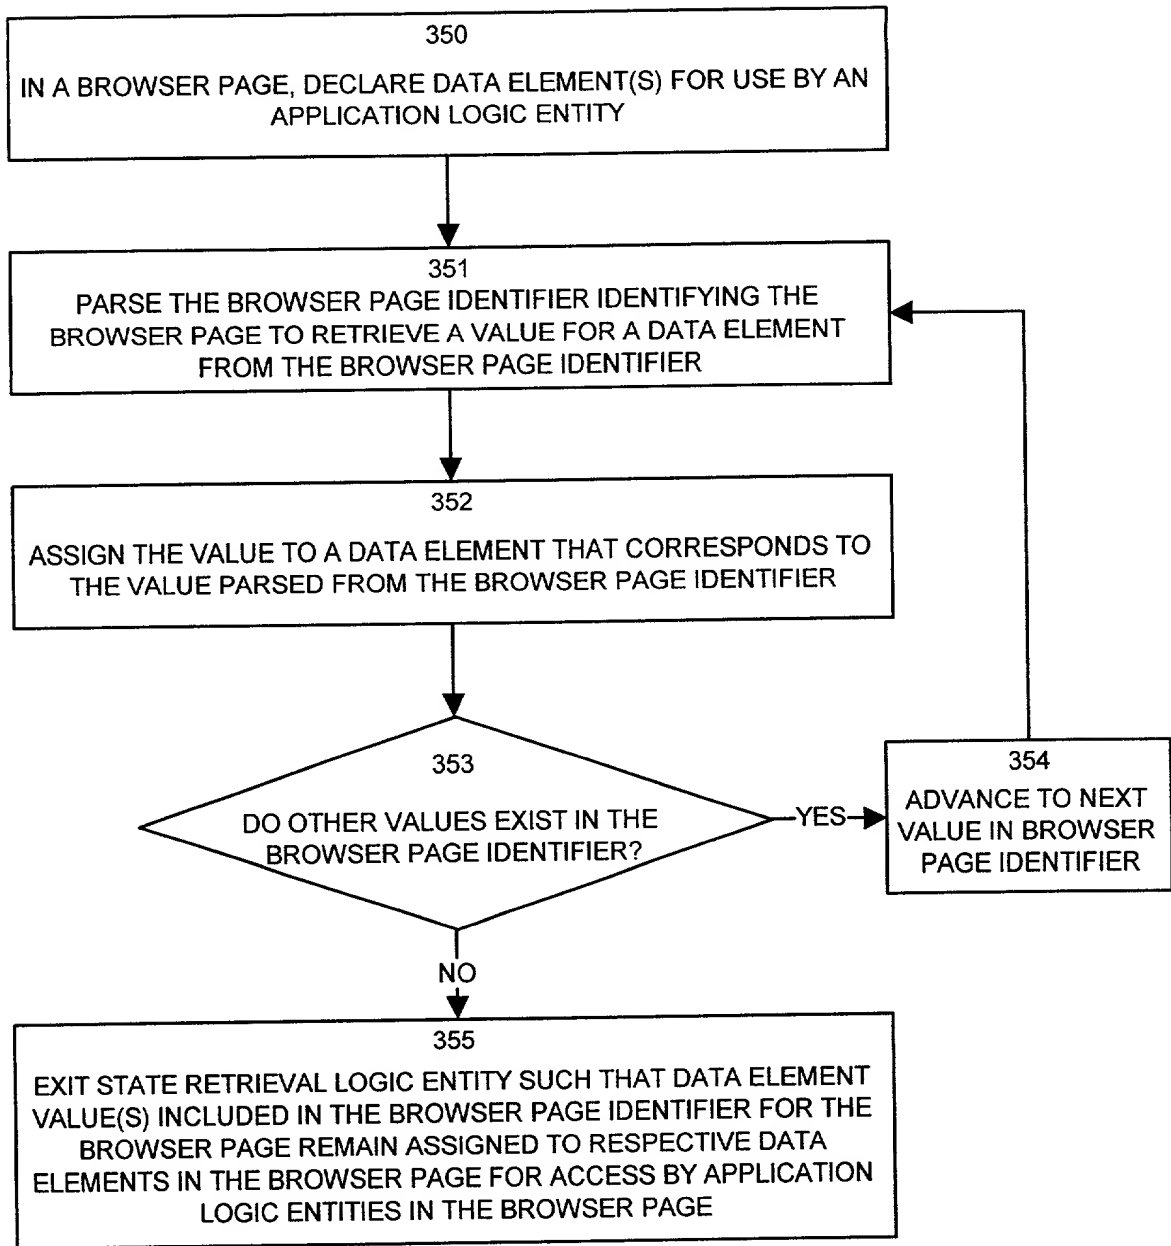 350
IN A BROWSER PAGE, DECLARE DATA ELEMENT(S) FOR USE BY AN
APPLICATION LOGIC ENTITY
351
PARSE THE BROWSER PAGE IDENTIFIER IDENTIFYING THE
BROWSER PAGE TO RETRIEVE A VALUE FOR A DATA ELEMENT
FROM THE BROWSER PAGE IDENTIFIER
352
ASSIGN THE VALUE TO A DATA ELEMENT THAT CORRESPONDS TO
THE VALUE PARSED FROM THE BROWSER PAGE IDENTIFIER
353
DO OTHER VALUES EXIST IN THE
BROWSER PAGE IDENTIFIER?
YES
354
ADVANCE TO NEXT
VALUE IN BROWSER
PAGE IDENTIFIER
NO
355
EXIT STATE RETRIEVAL LOGIC ENTITY SUCH THAT DATA ELEMENT
VALUE(S) INCLUDED IN THE BROWSER PAGE IDENTIFIER FOR THE
BROWSER PAGE REMAIN ASSIGNED TO RESPECTIVE DATA
ELEMENTS IN THE BROWSER PAGE FOR ACCESS BY APPLICATION
LOGIC ENTITIES IN THE BROWSER PAGE